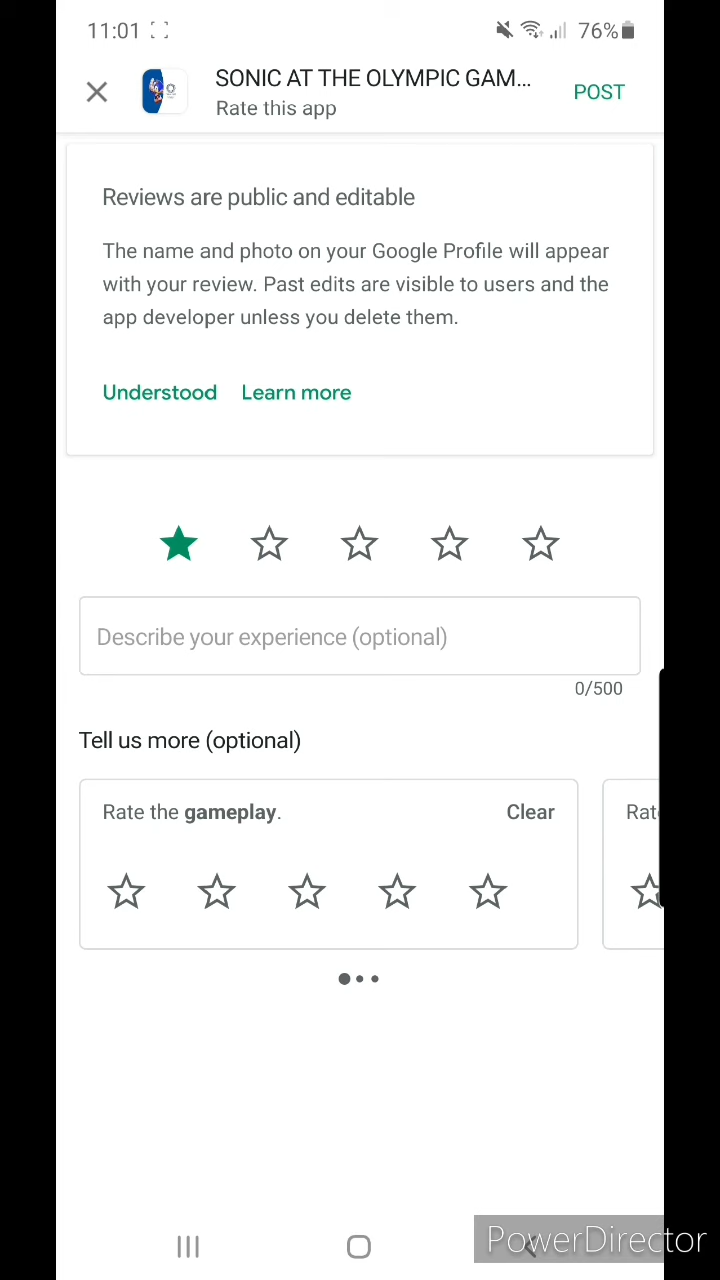 11:01
76%
SONIC AT THE OLYMPIC GAM...
Rate this app
POST
Reviews are public and editable
The name and photo on your Google Profile will appear
with your review. Past edits are visible to users and the
app developer unless you delete them.
Understood Learn more
Describe your experience (optional)
0/500
Tell us more (optional)
Rate the gameplay. Clear
Rat
PowerDirector